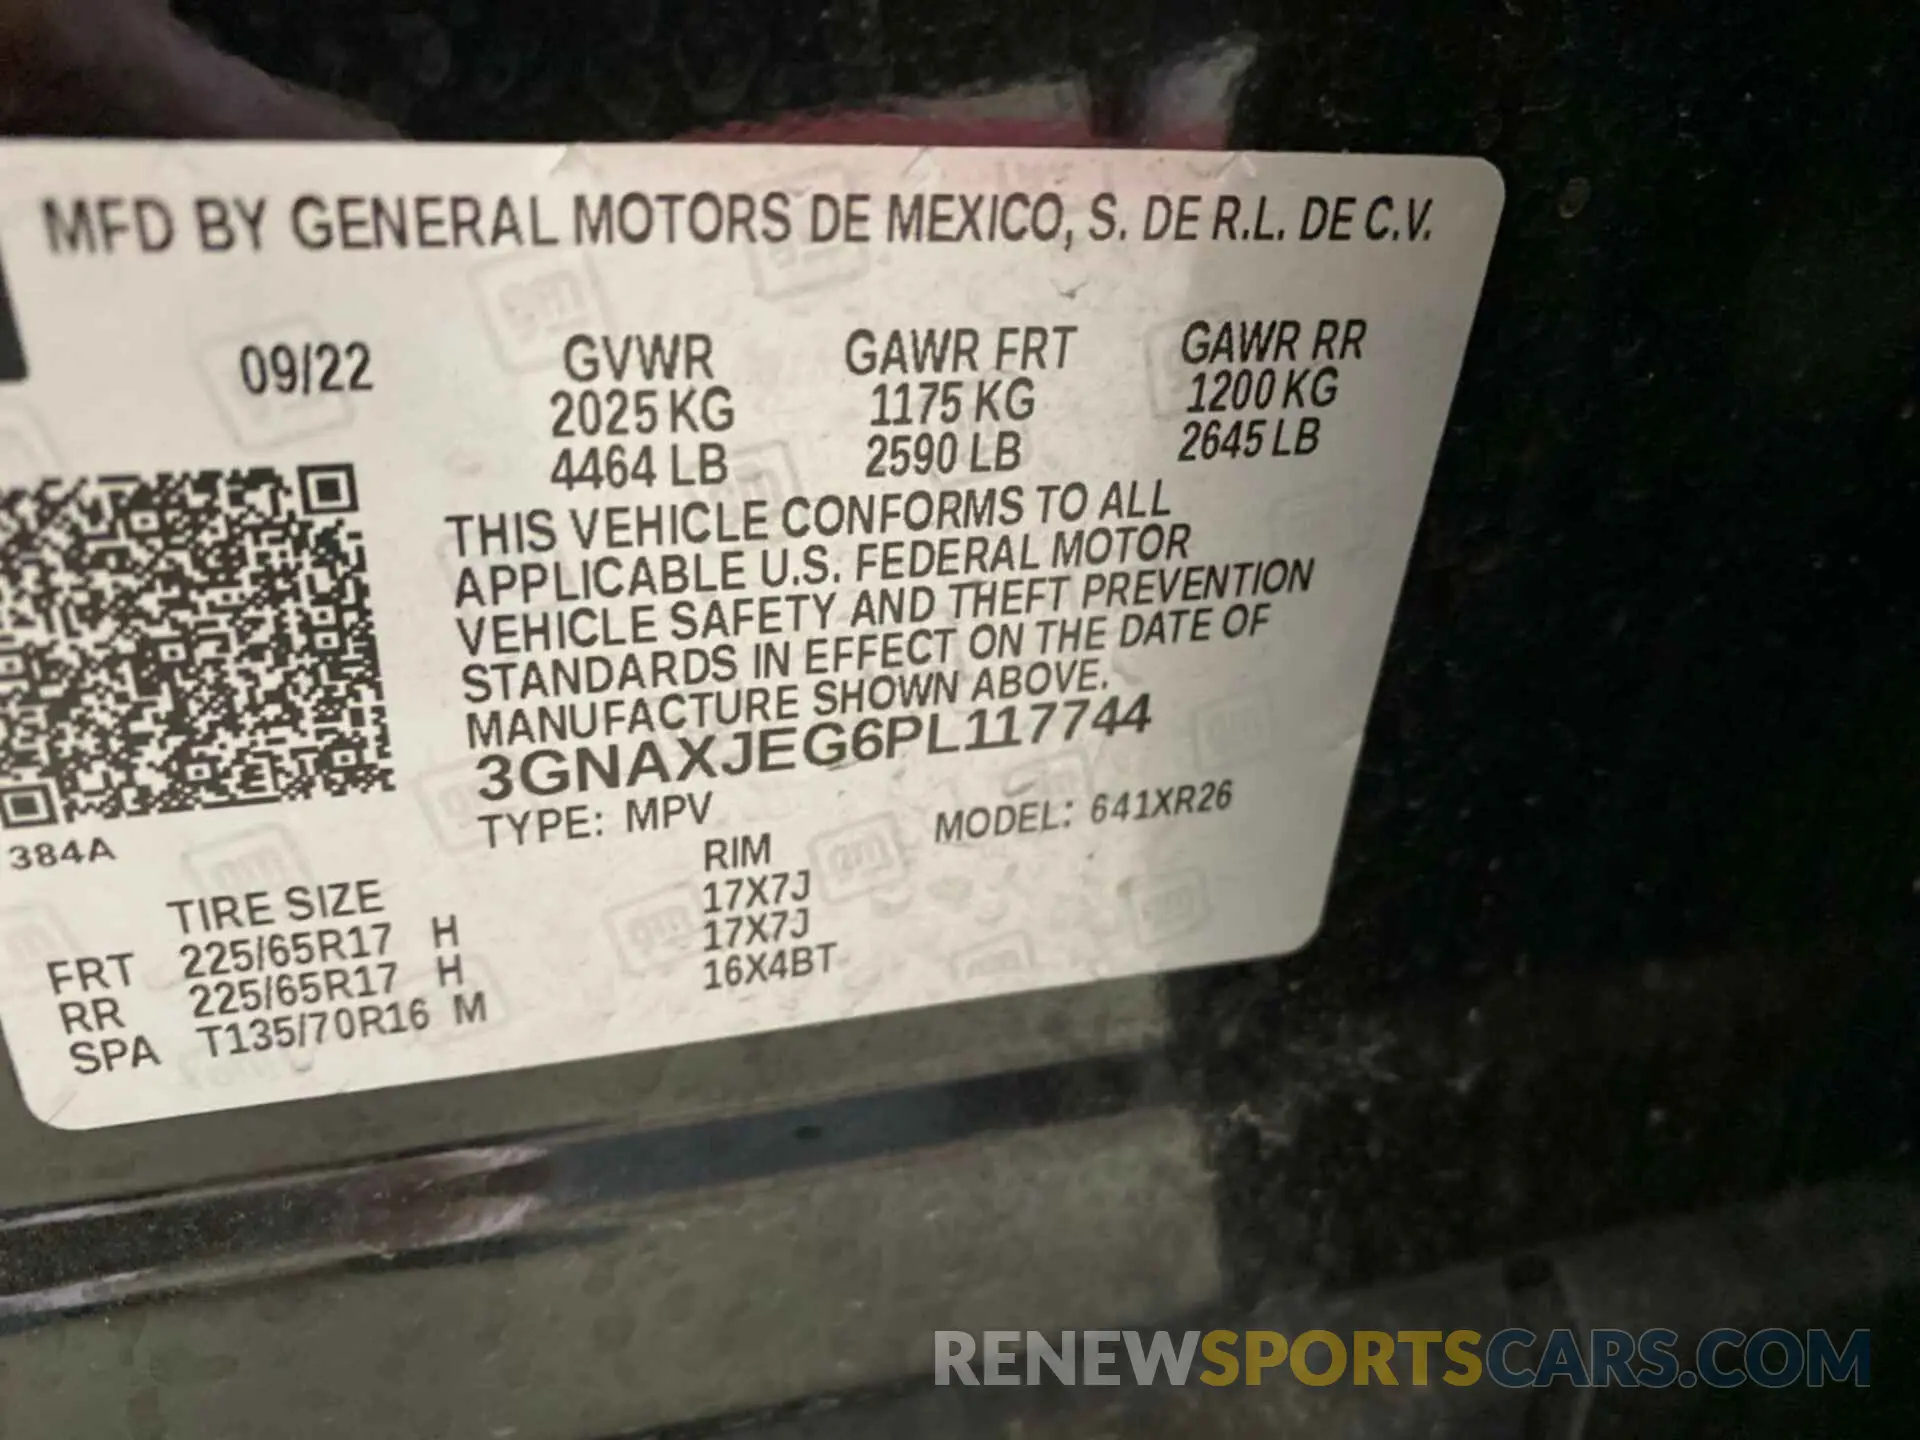 MFD BY GENERAL MOTORS DE MEXICO, S. DE R.L. DE C.V.
09/22 GVWR GAWR FRT GAWR RR
2025 KG 1175 KG 1200 KG
4464 LB 2590 LB 2645 LB
THIS VEHICLE CONFORMS TO ALL
APPLICABLE U.S. FEDERAL MOTOR
VEHICLE SAFETY AND THEFT PREVENTION
STANDARDS IN EFFECT ON THE DATE OF
MANUFACTURE SHOWN ABOVE.
3GNAXJEG6PL117744
TYPE: MPV MODEL: 641XR26
384A
TIRE SIZE RIM
FRT 225/65R17 H 17X7J
RR 225/65R17 H 17X7J
SPA T135/70R16 M 16X4BT
RENEWSPORTSCARS.COM